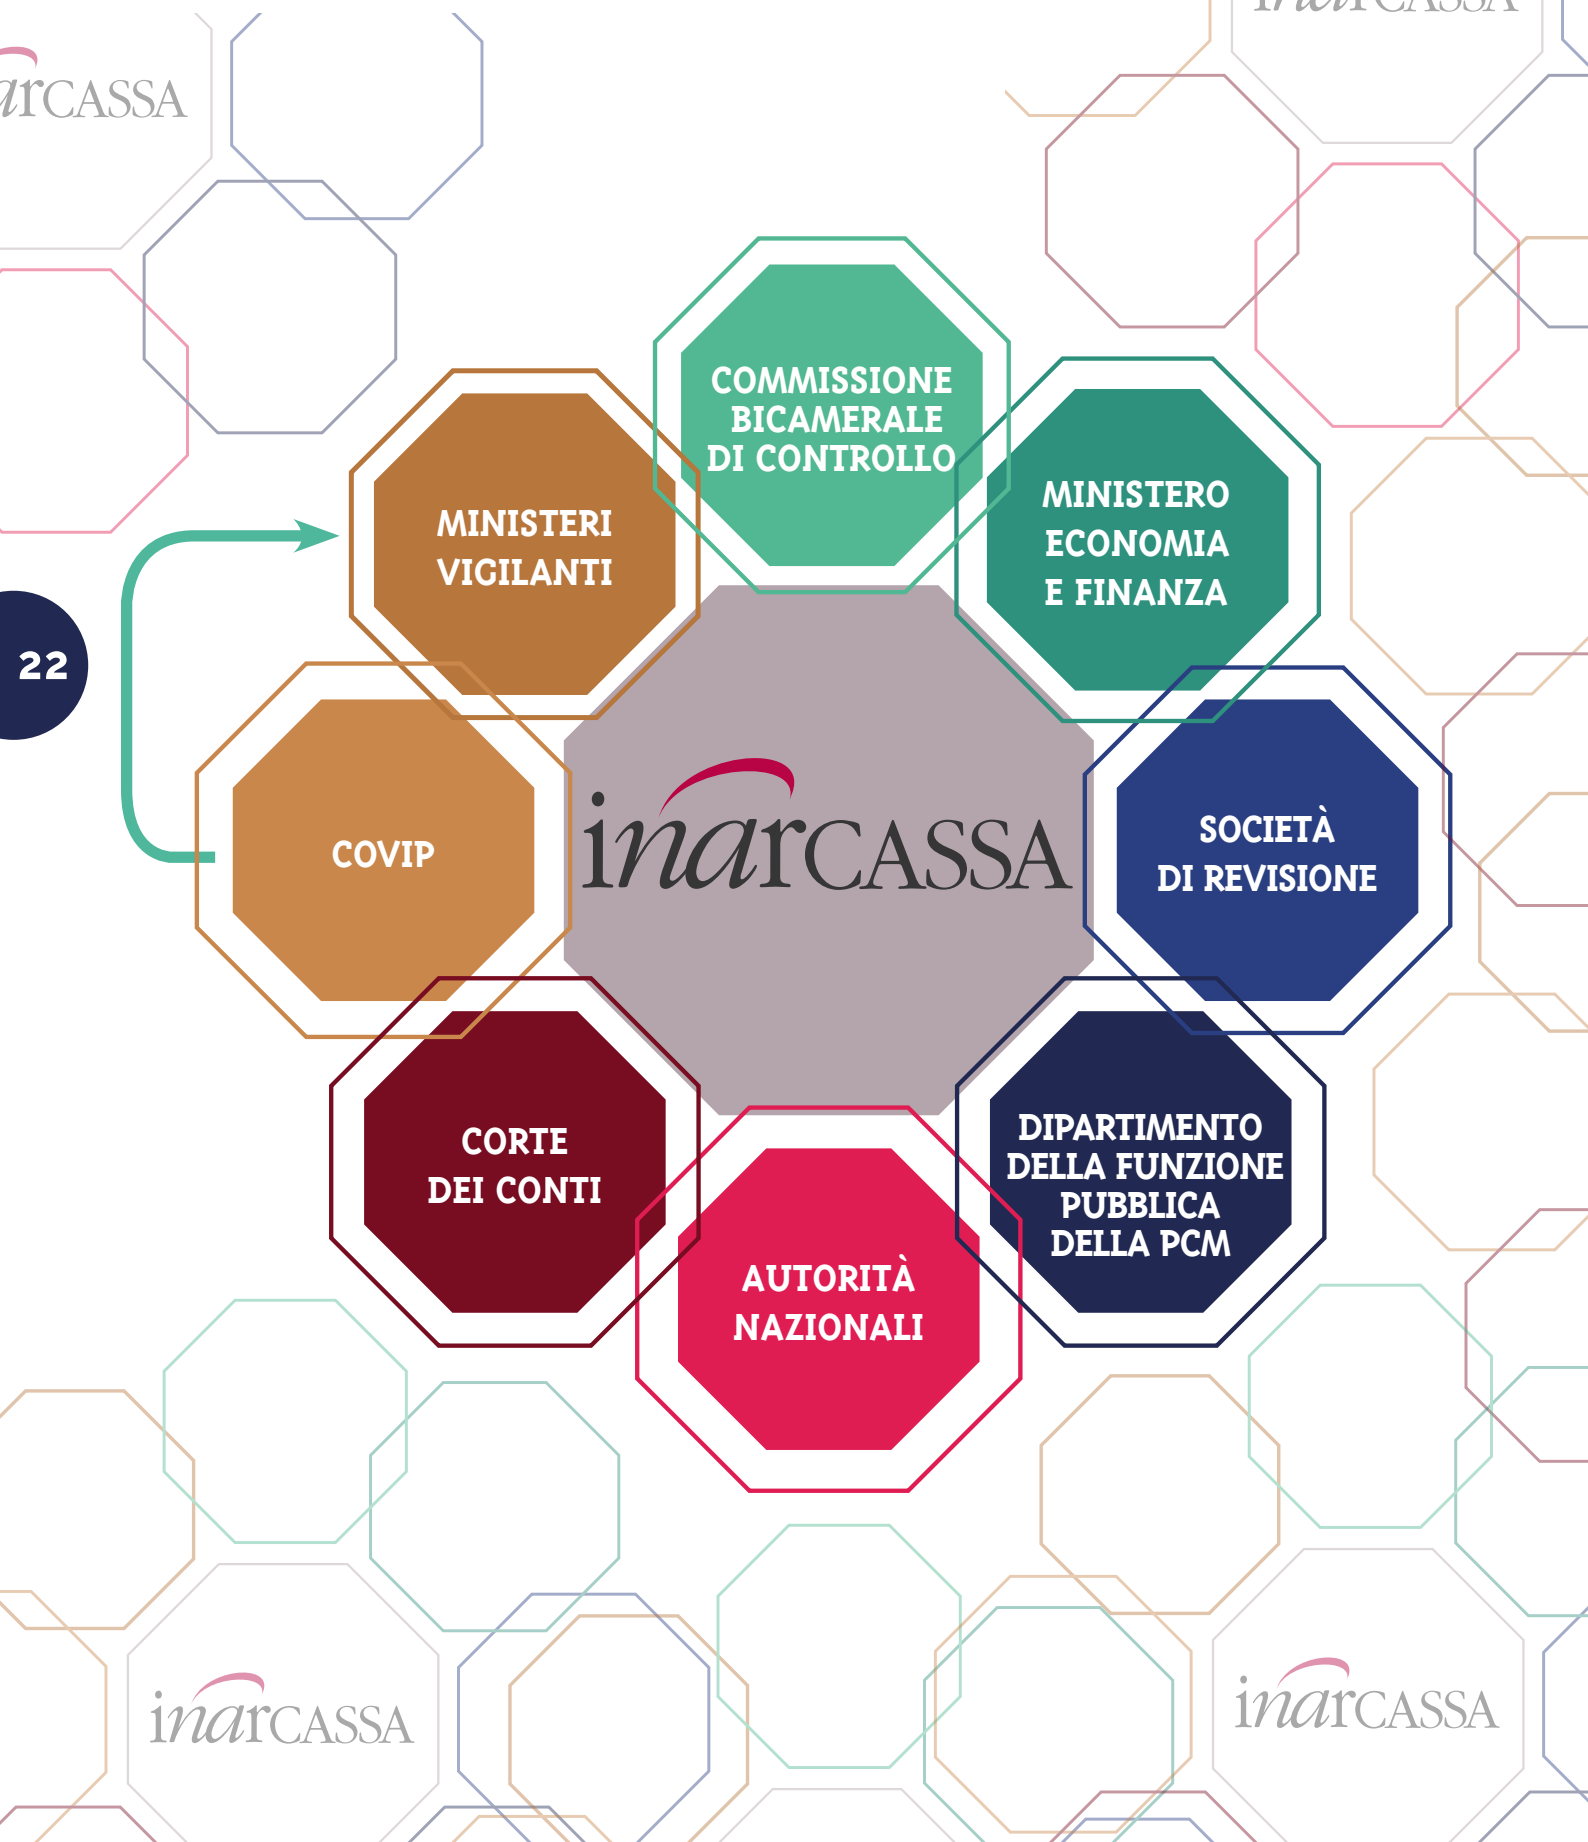 arCASSA
inarCASSA
COMMISSIONE
BICAMERALE
DI CONTROLLO
MINISTERI
VIGILANTI
MINISTERO
ECONOMIA
E FINANZA
22
COVIP
inarCASSA
SOCIETÀ
DI REVISIONE
CORTE
DEI CONTI
DIPARTIMENTO
DELLA FUNZIONE
PUBBLICA
DELLA PCM
AUTORITÀ
NAZIONALI
inarCASSA
inarCASSA